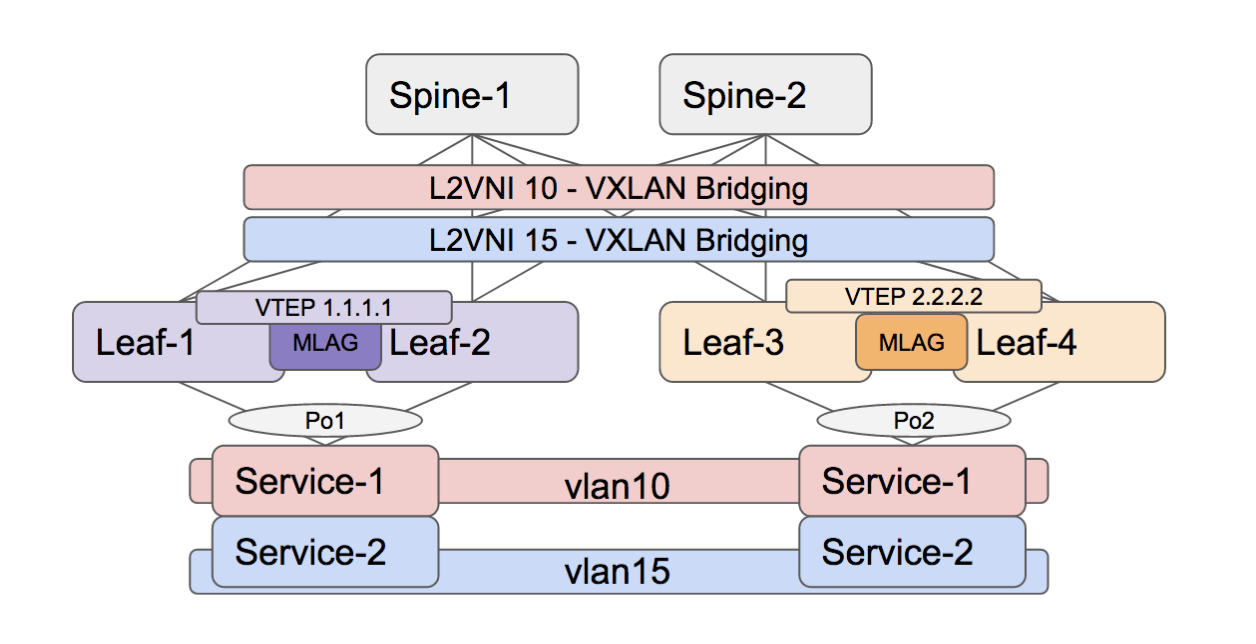 Spine-1
Spine-2
L2VNI 10 - VXLAN Bridging
L2VNI 15 - VXLAN Bridging
VTEP 1.1.1.1
VTEP 2.2.2.2
Leaf-1
MLAG
Leaf-2
Leaf-3
MLAG
Leaf-4
Po1
Po2
Service-1
vlan10
Service-1
Service-2
vlan15
Service-2